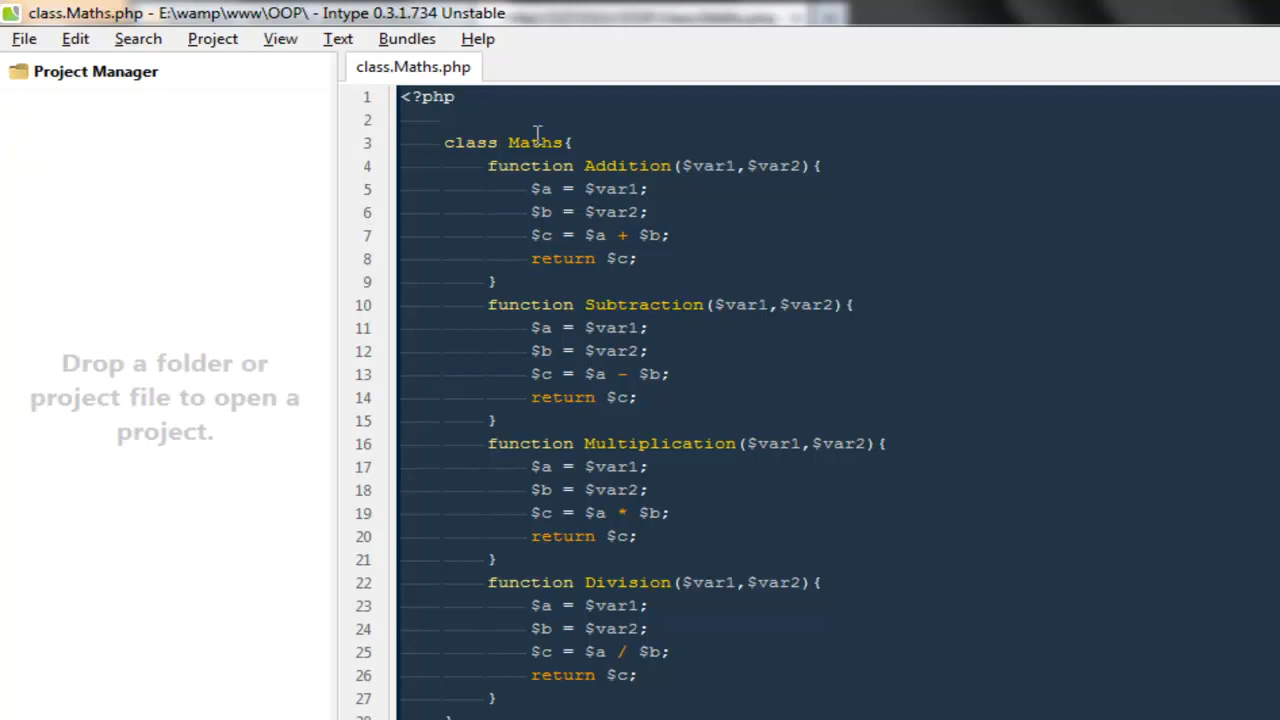 class.Maths.php - E:\wamp\www\OOP\ - Intype 0.3.1.734 Unstable
File Edit Search Project View Text Bundles Help
Project Manager
class.Maths.php
Drop a folder or
project file to open a
project.
1 <?php
2
3 class Maths{
4 function Addition($var1,$var2){
5 $a = $var1;
6 $b = $var2;
7 $c = $a + $b;
8 return $c;
9 }
10 function Subtraction($var1,$var2){
11 $a = $var1;
12 $b = $var2;
13 $c = $a - $b;
14 return $c;
15 }
16 function Multiplication($var1,$var2){
17 $a = $var1;
18 $b = $var2;
19 $c = $a * $b;
20 return $c;
21 }
22 function Division($var1,$var2){
23 $a = $var1;
24 $b = $var2;
25 $c = $a / $b;
26 return $c;
27 }